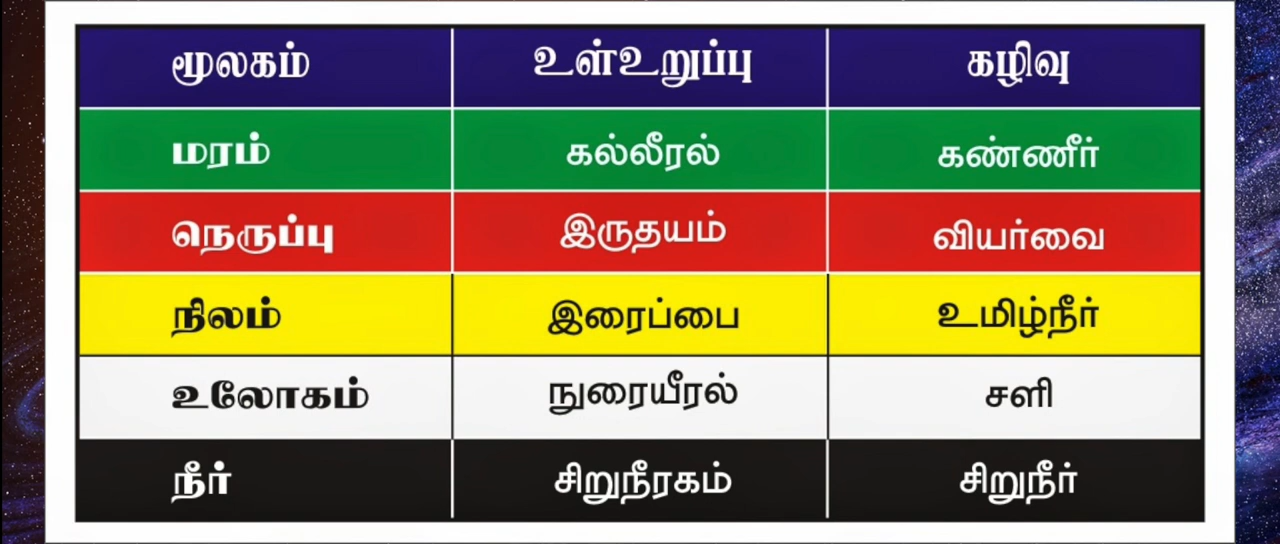 மூலகம் உள்உறுப்பு கழிவு
மரம் கல்லீரல் கண்ணீர்
நெருப்பு இருதயம் வியர்வை
நிலம் இரைப்பை உமிழ்நீர்
உலோகம் நுரையீரல் சளி
நீர் சிறுநீரகம் சிறுநீர்